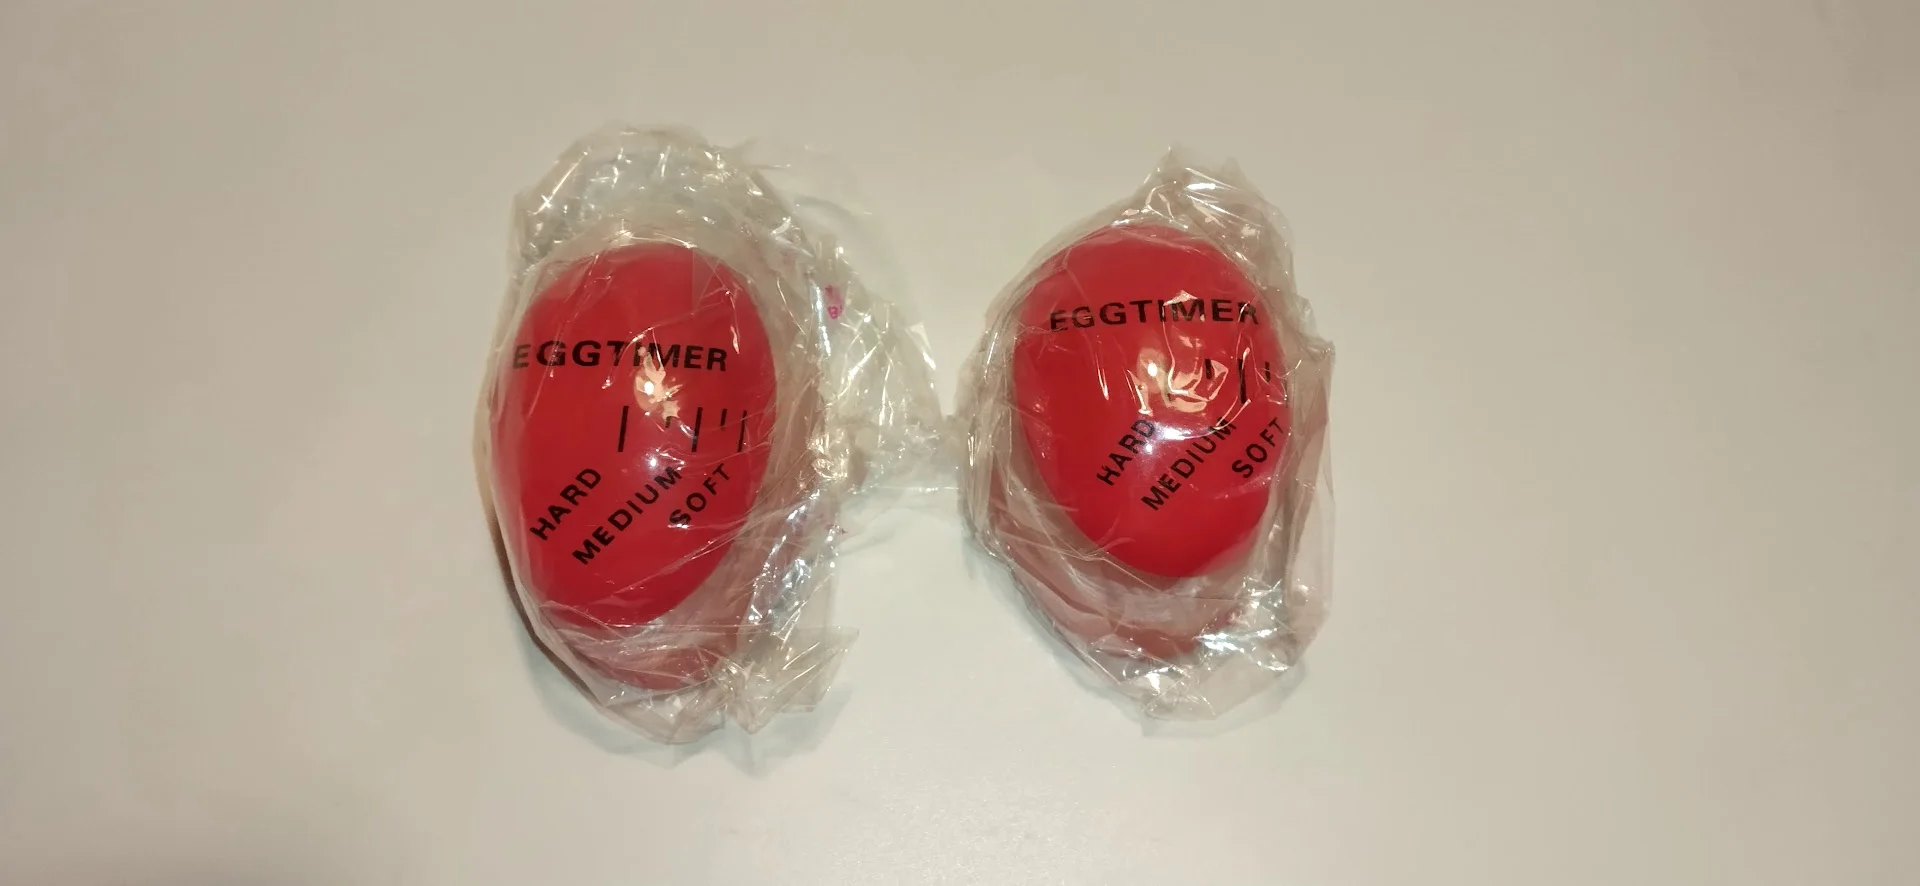 EGGTIMER
HARD
MEDIUM
SOFT
EGGTIMER
HARD
MEDIUM
SOFT